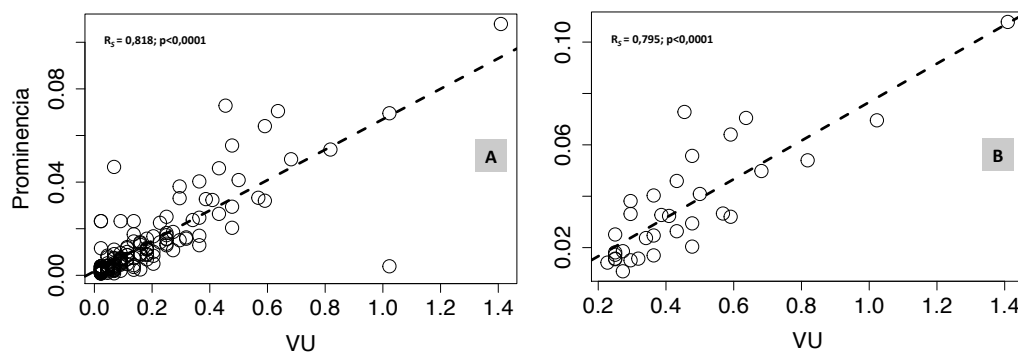 R_S = 0,818; p<0,0001
R_S = 0,795; p<0,0001
Prominencia
0.00 0.04 0.08
0.02 0.06 0.10
A
B
0.0 0.2 0.4 0.6 0.8 1.0 1.2 1.4
0.2 0.4 0.6 0.8 1.0 1.2 1.4
VU
VU